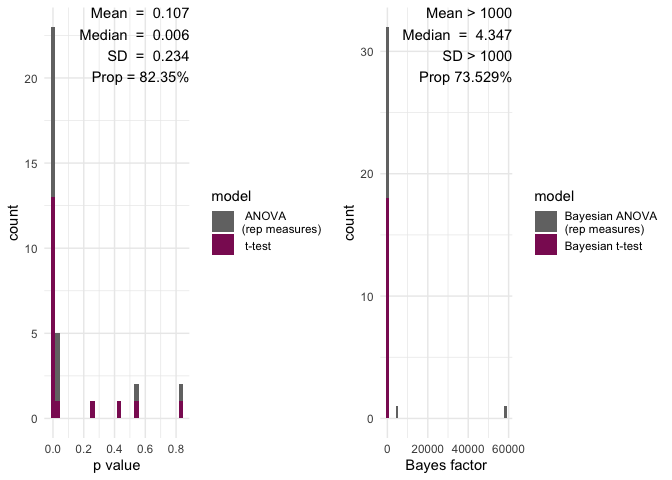 Mean = 0.107
Median = 0.006
SD = 0.234
Prop = 82.35%
20
15
10
5
0
count
0.0 0.2 0.4 0.6 0.8
p value
model
ANOVA
(rep measures)
t-test
Mean > 1000
Median = 4.347
SD > 1000
Prop 73.529%
30
20
10
0
count
0 20000 40000 60000
Bayes factor
model
Bayesian ANOVA
(rep measures)
Bayesian t-test